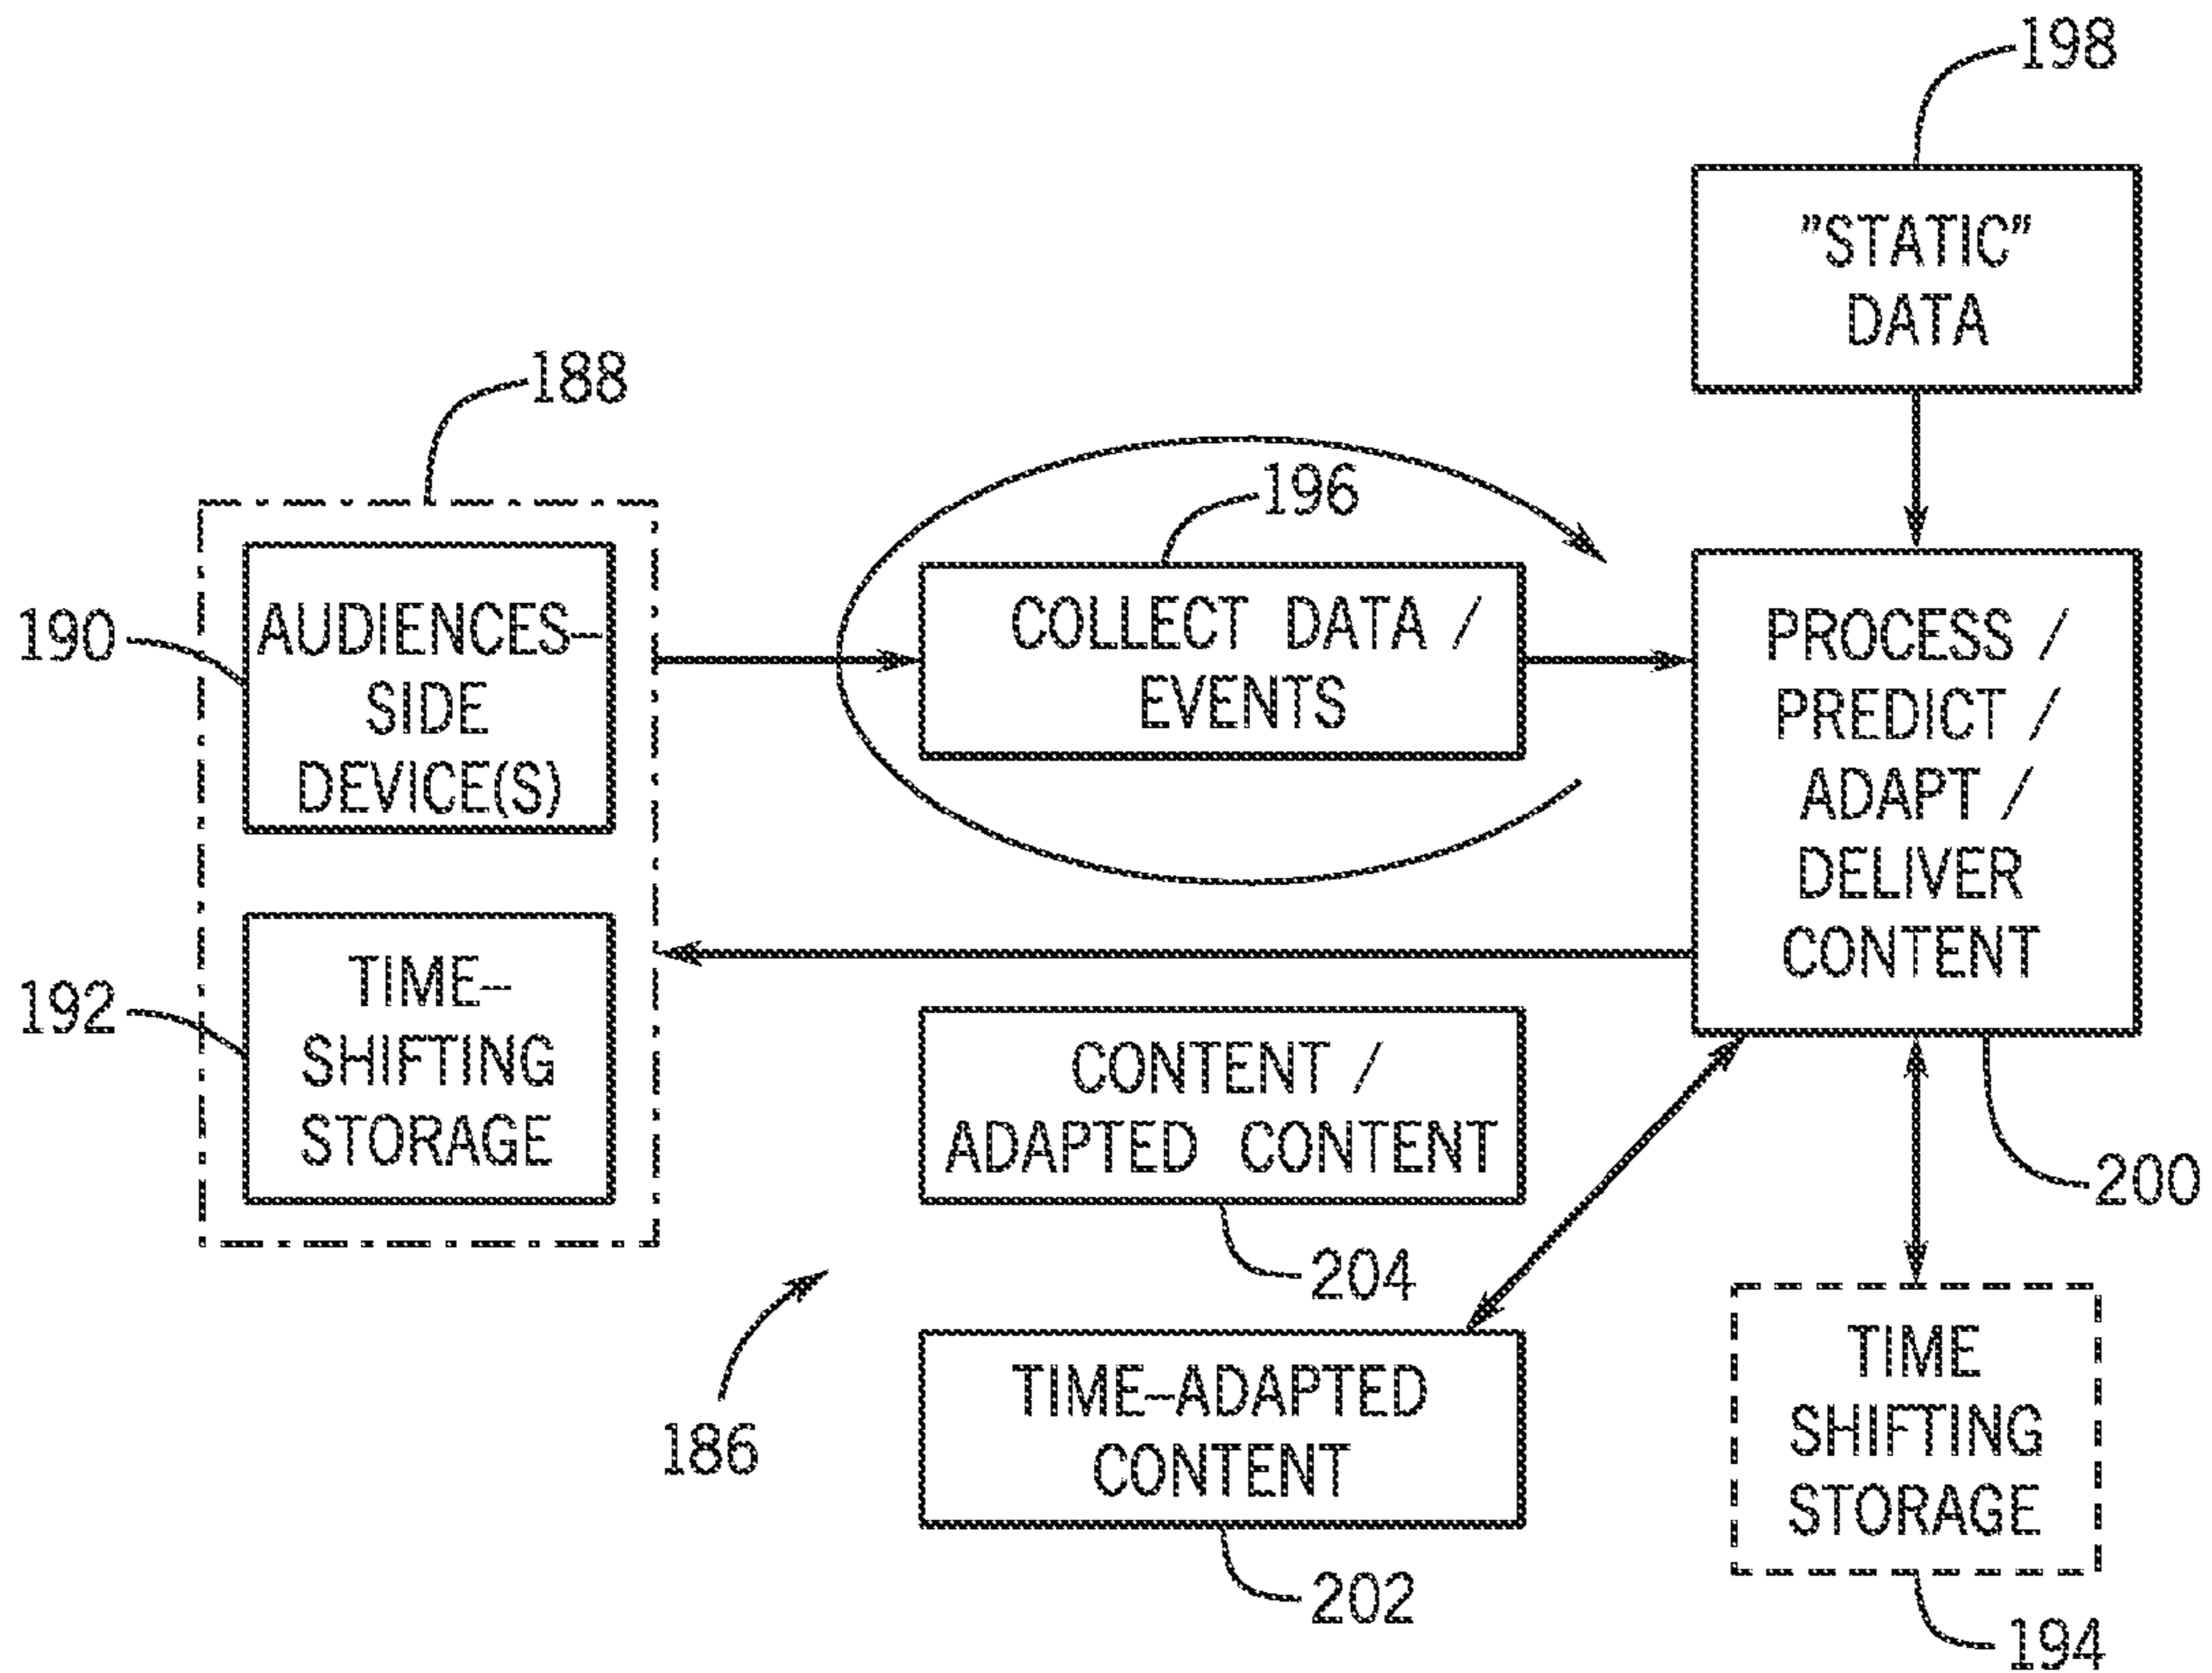 198
"STATIC"
DATA
188
196
190
AUDIENCES-
SIDE
DEVICE(S)
COLLECT DATA /
EVENTS
PROCESS /
PREDICT /
ADAPT /
DELIVER
CONTENT
192
TIME-
SHIFTING
STORAGE
CONTENT /
ADAPTED CONTENT
200
204
186
TIME-ADAPTED
CONTENT
202
TIME
SHIFTING
STORAGE
194